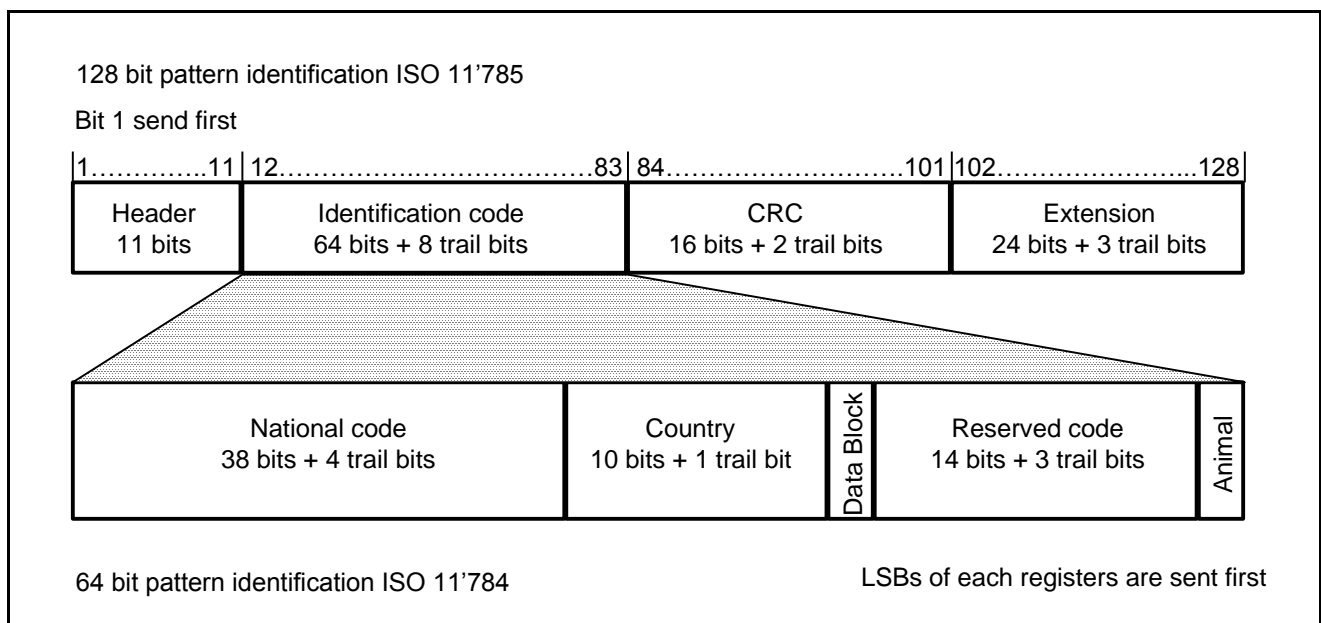 128 bit pattern identification ISO 11’785
Bit 1 send first
1…………..11 12…………….…………………83 84……………………….101 102…………………...128
Header Identification code CRC Extension
11 bits 64 bits + 8 trail bits 16 bits + 2 trail bits 24 bits + 3 trail bits
National code Country Data Block Reserved code Animal
38 bits + 4 trail bits 10 bits + 1 trail bit 14 bits + 3 trail bits
64 bit pattern identification ISO 11’784 LSBs of each registers are sent first